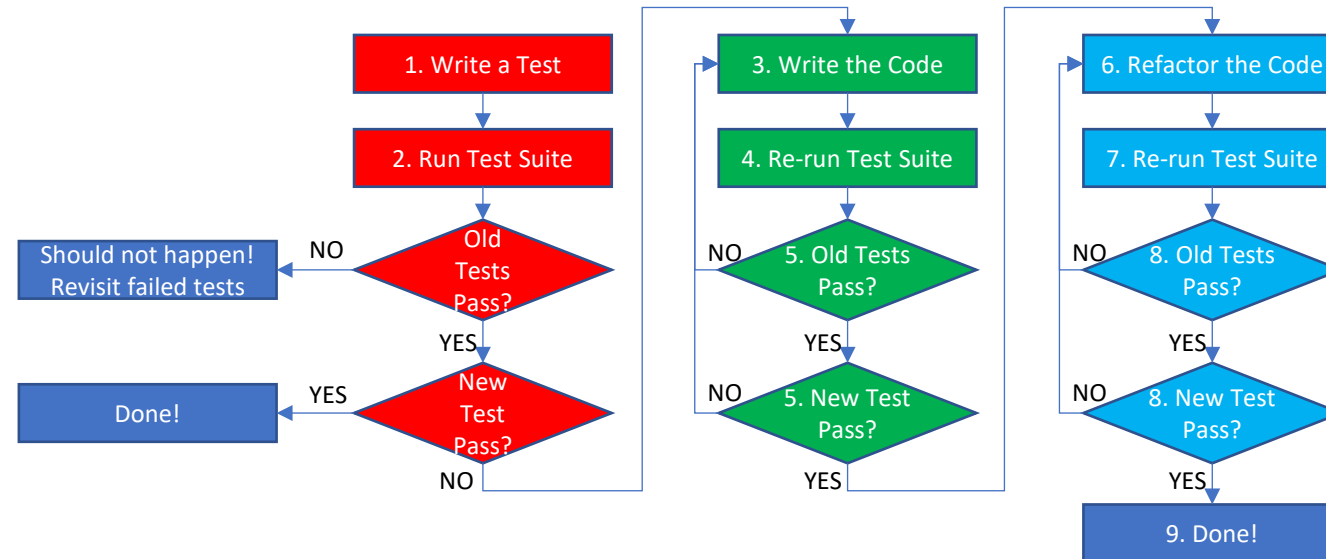 1. Write a Test
2. Run Test Suite
Old
Tests
Pass?
NO
Should not happen!
Revisit failed tests
YES
New
Test
Pass?
YES
Done!
NO
3. Write the Code
4. Re-run Test Suite
5. Old Tests
Pass?
NO
YES
5. New Test
Pass?
NO
YES
6. Refactor the Code
7. Re-run Test Suite
8. Old Tests
Pass?
NO
YES
8. New Test
Pass?
NO
YES
9. Done!